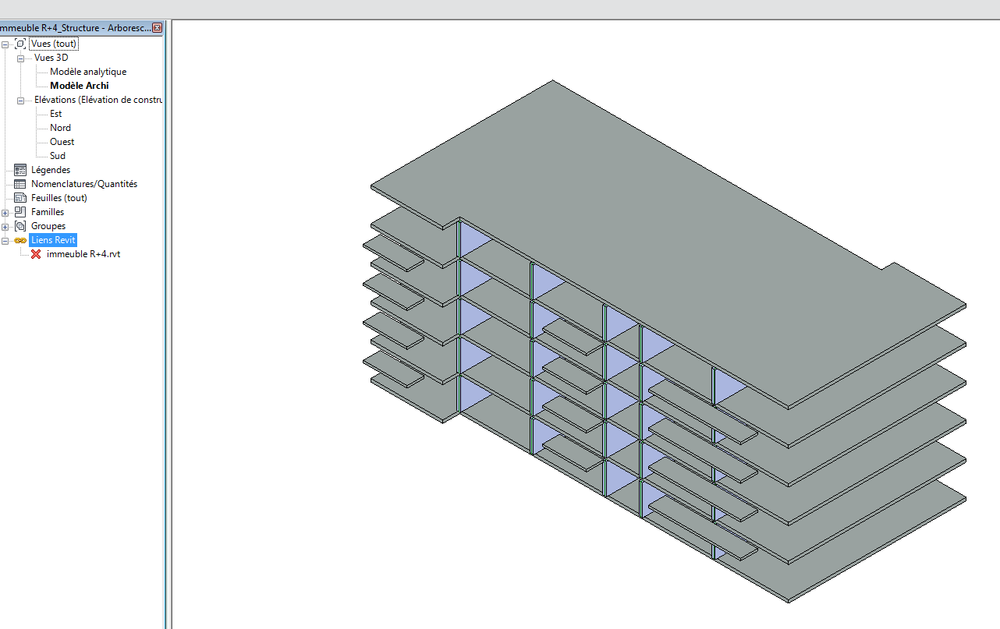 mmeuble R+4_Structure - Arboresc...
Vues (tout)
Vues 3D
Modèle analytique
Modèle Archi
Elévations (Elévation de constru
Est
Nord
Ouest
Sud
Légendes
Nomenclatures/Quantités
Feuilles (tout)
Familles
Groupes
Liens Revit
immeuble R+4.rvt